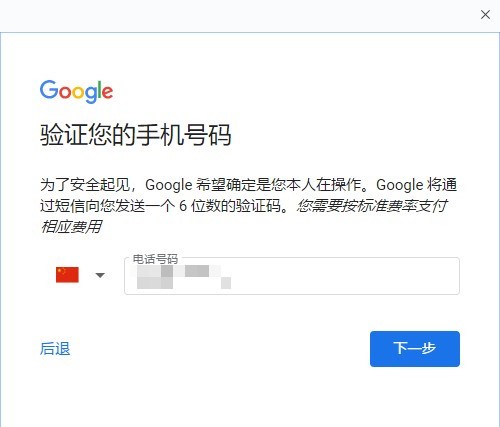 Google
验证您的手机号码
为了安全起见，Google 希望确定是您本人在操作。Google 将通
过短信向您发送一个 6 位数的验证码。您需要按标准费率支付
相应费用
电话号码
后退
下一步